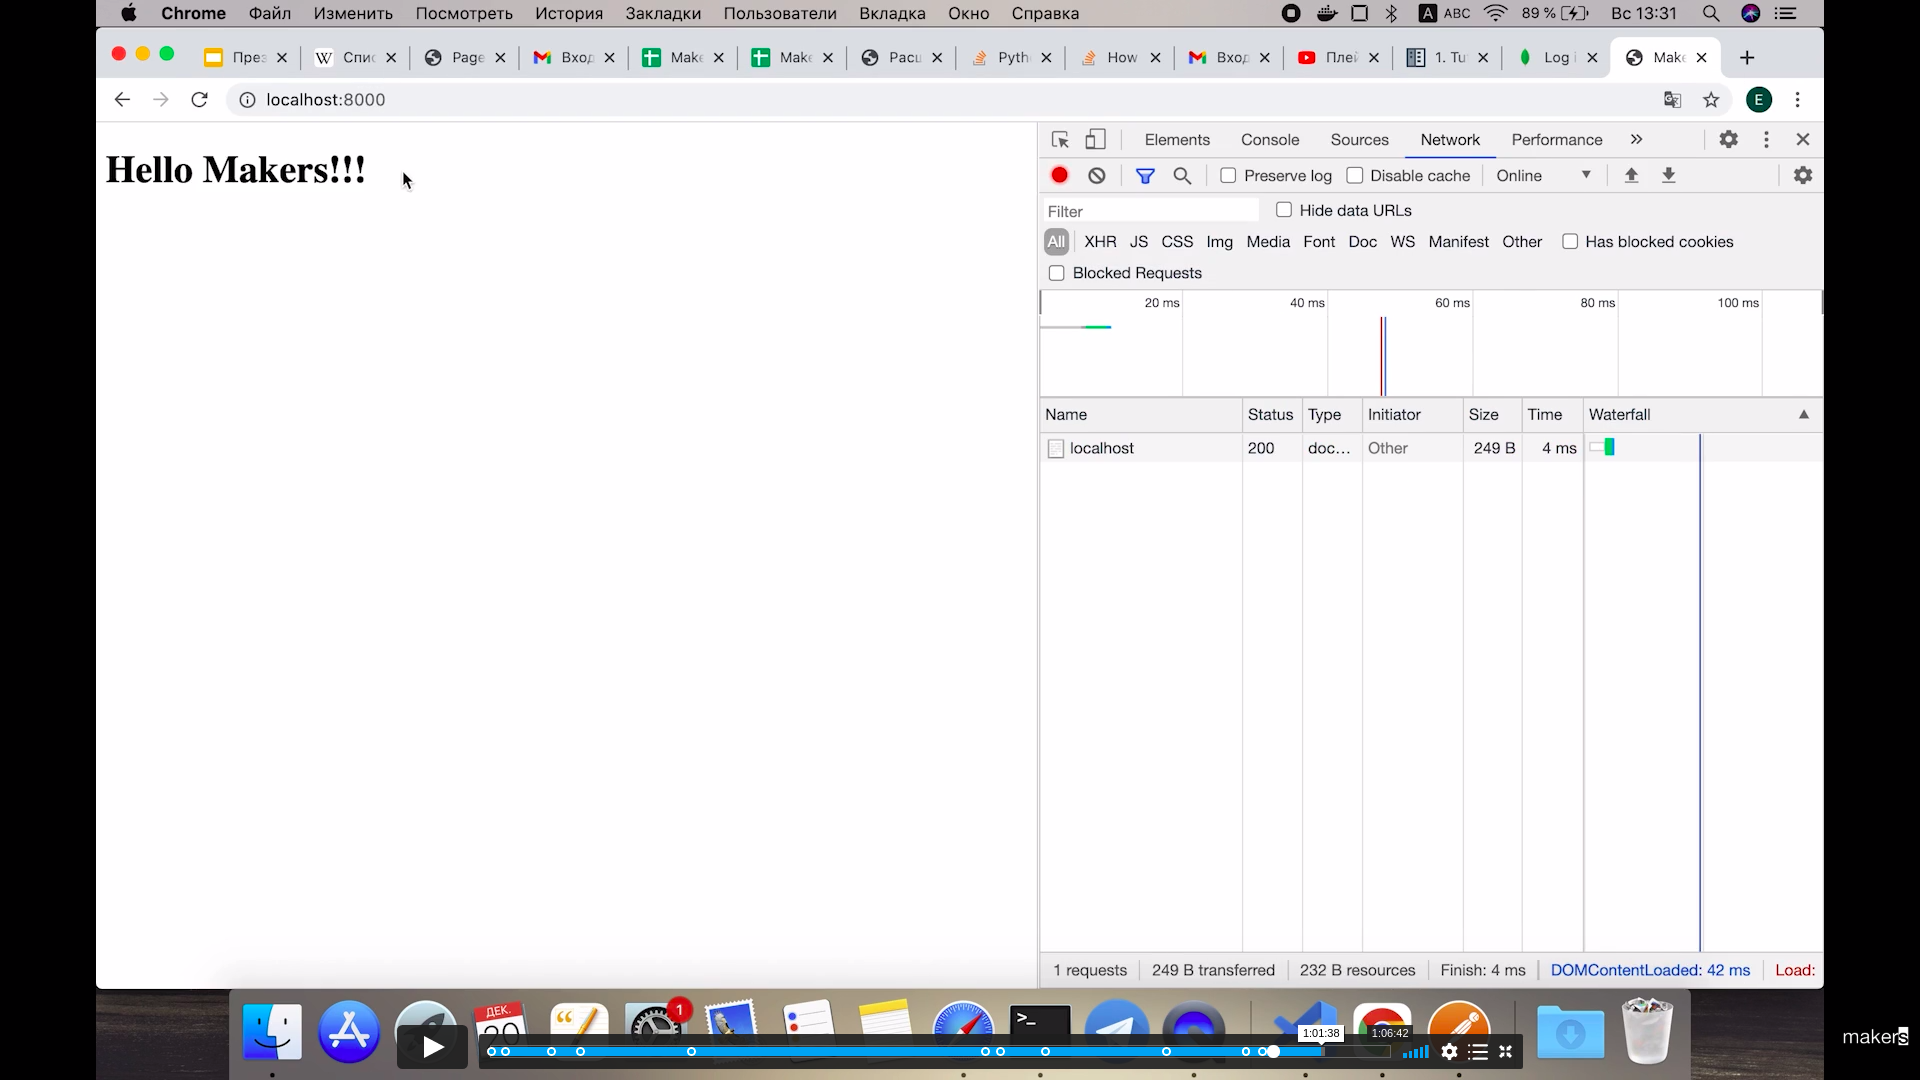 Chrome Файл Изменить Посмотреть История Закладки Пользователи Вкладка Окно Справка A ABC 89 % Вс 13:31
През Спис Page Вход Make Make Расш Pyth How Вход Плей 1. Tu Log i Make
localhost:8000 E
Hello Makers!!!
Elements Console Sources Network Performance
Preserve log Disable cache Online
Filter Hide data URLs
All XHR JS CSS Img Media Font Doc WS Manifest Other Has blocked cookies
Blocked Requests
20 ms 40 ms 60 ms 80 ms 100 ms
Name Status Type Initiator Size Time Waterfall
localhost 200 doc... Other 249 B 4 ms
1 requests 249 B transferred 232 B resources Finish: 4 ms DOMContentLoaded: 42 ms Load:
ДЕК. 1
1:01:38 1:06:42
makers